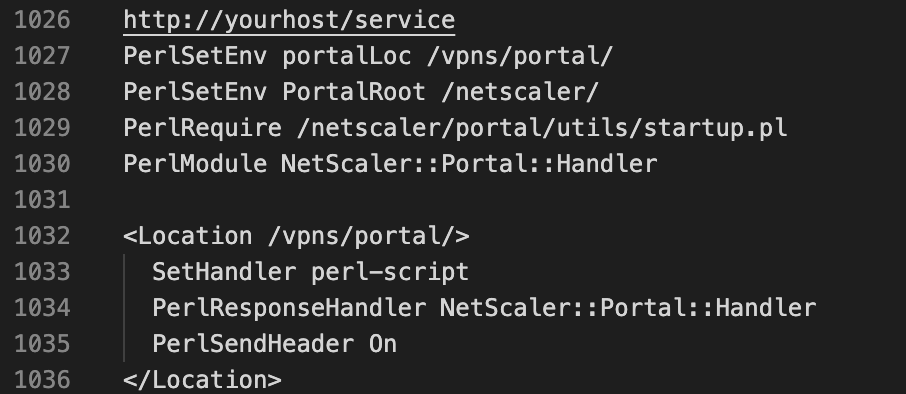 1026 http://yourhost/service
1027 PerlSetEnv portalLoc /vpns/portal/
1028 PerlSetEnv PortalRoot /netscaler/
1029 PerlRequire /netscaler/portal/utils/startup.pl
1030 PerlModule NetScaler::Portal::Handler
1031
1032 <Location /vpns/portal/>
1033 SetHandler perl-script
1034 PerlResponseHandler NetScaler::Portal::Handler
1035 PerlSendHeader On
1036 </Location>